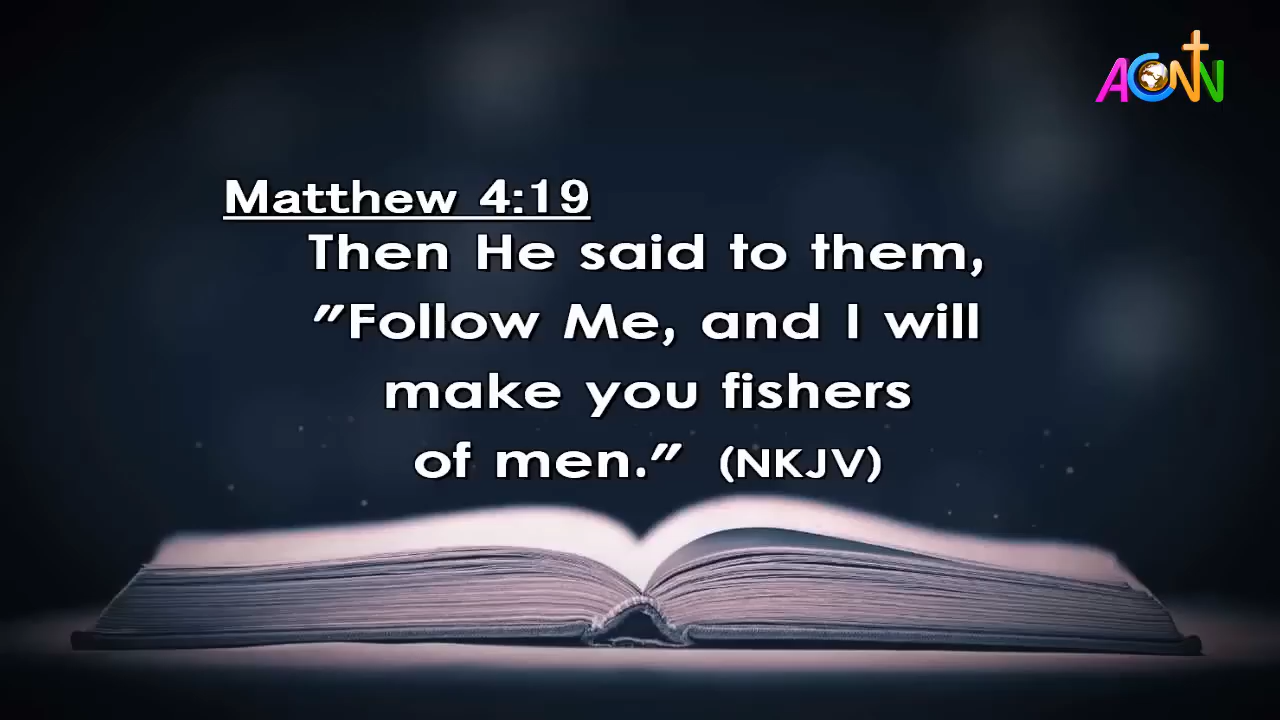 ACNN
Matthew 4:19
Then He said to them,
"Follow Me, and I will
make you fishers
of men." (NKJV)